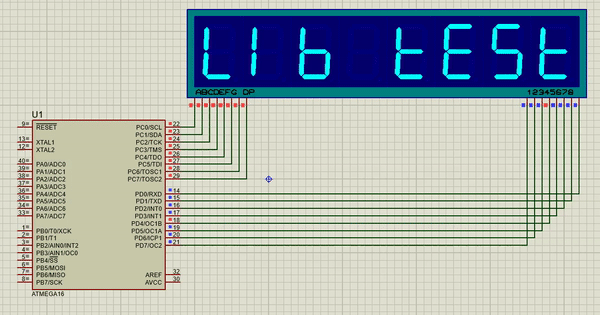 LIb tESt
ABCDEFG DP
12345678
U1
9 RESET
13 XTAL1
12 XTAL2
40 PA0/ADC0
39 PA1/ADC1
38 PA2/ADC2
37 PA3/ADC3
36 PA4/ADC4
35 PA5/ADC5
34 PA6/ADC6
33 PA7/ADC7
1 PB0/T0/XCK
2 PB1/T1
3 PB2/AIN0/INT2
4 PB3/AIN1/OC0
5 PB4/SS
6 PB5/MOSI
7 PB6/MISO
8 PB7/SCK
PC0/SCL 22
PC1/SDA 23
PC2/TCK 24
PC3/TMS 25
PC4/TDO 26
PC5/TDI 27
PC6/TOSC1 28
PC7/TOSC2 29
PD0/RXD 14
PD1/TXD 15
PD2/INT0 16
PD3/INT1 17
PD4/OC1B 18
PD5/OC1A 19
PD6/ICP1 20
PD7/OC2 21
AREF 32
AVCC 30
ATMEGA16